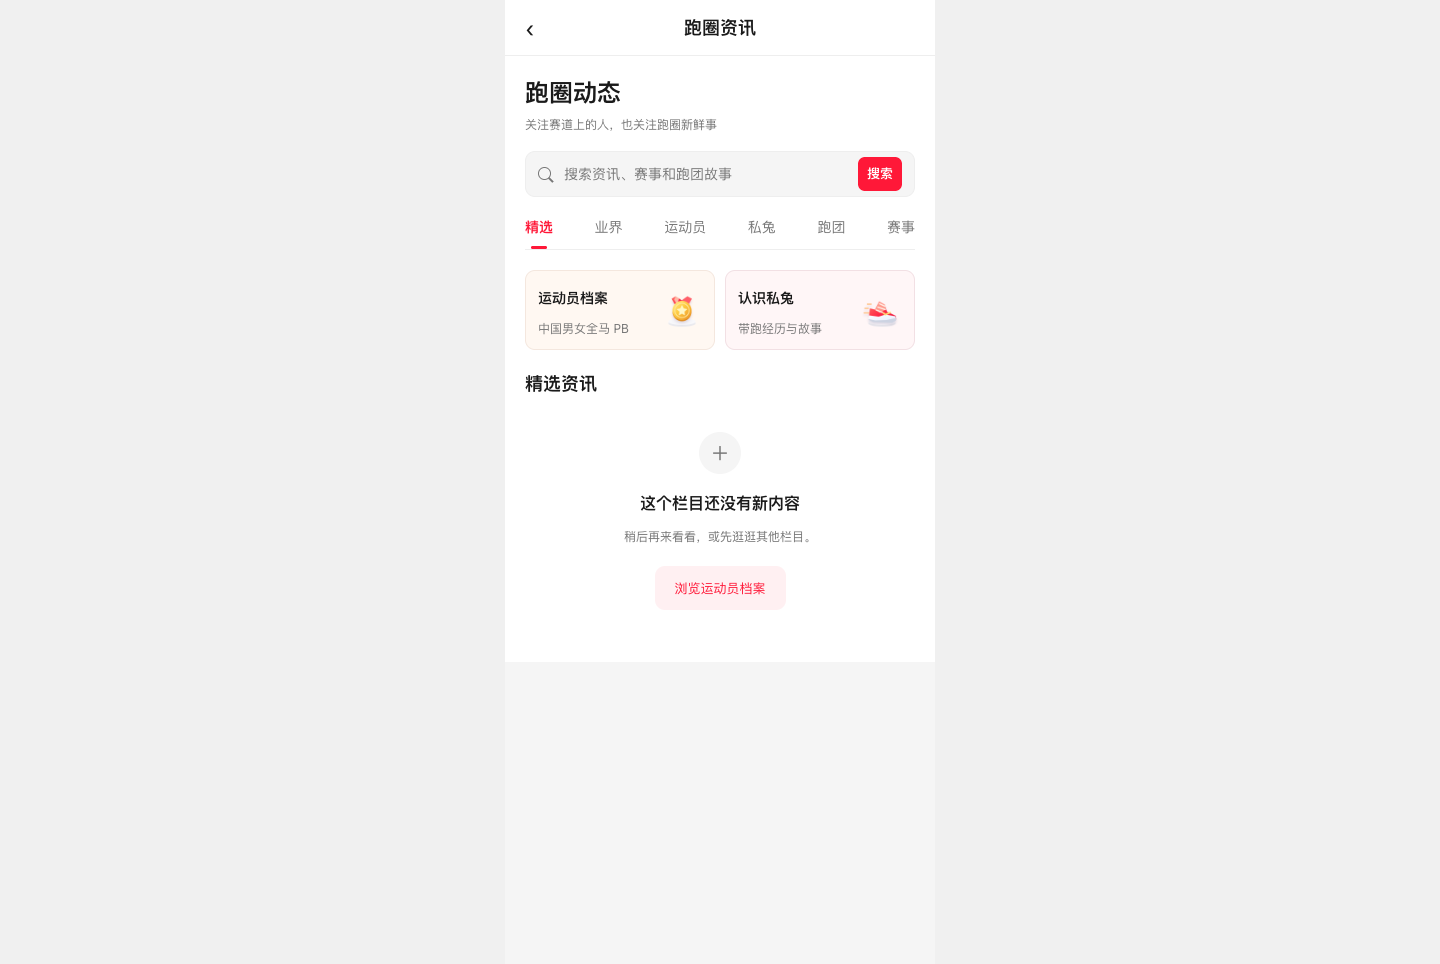 跑圈资讯
跑圈动态
关注赛道上的人，也关注跑圈新鲜事
搜索资讯、赛事和跑团故事
搜索
精选 业界 运动员 私兔 跑团 赛事
运动员档案
中国男女全马 PB
认识私兔
带跑经历与故事
精选资讯
这个栏目还没有新内容
稍后再来看看，或先逛逛其他栏目。
浏览运动员档案